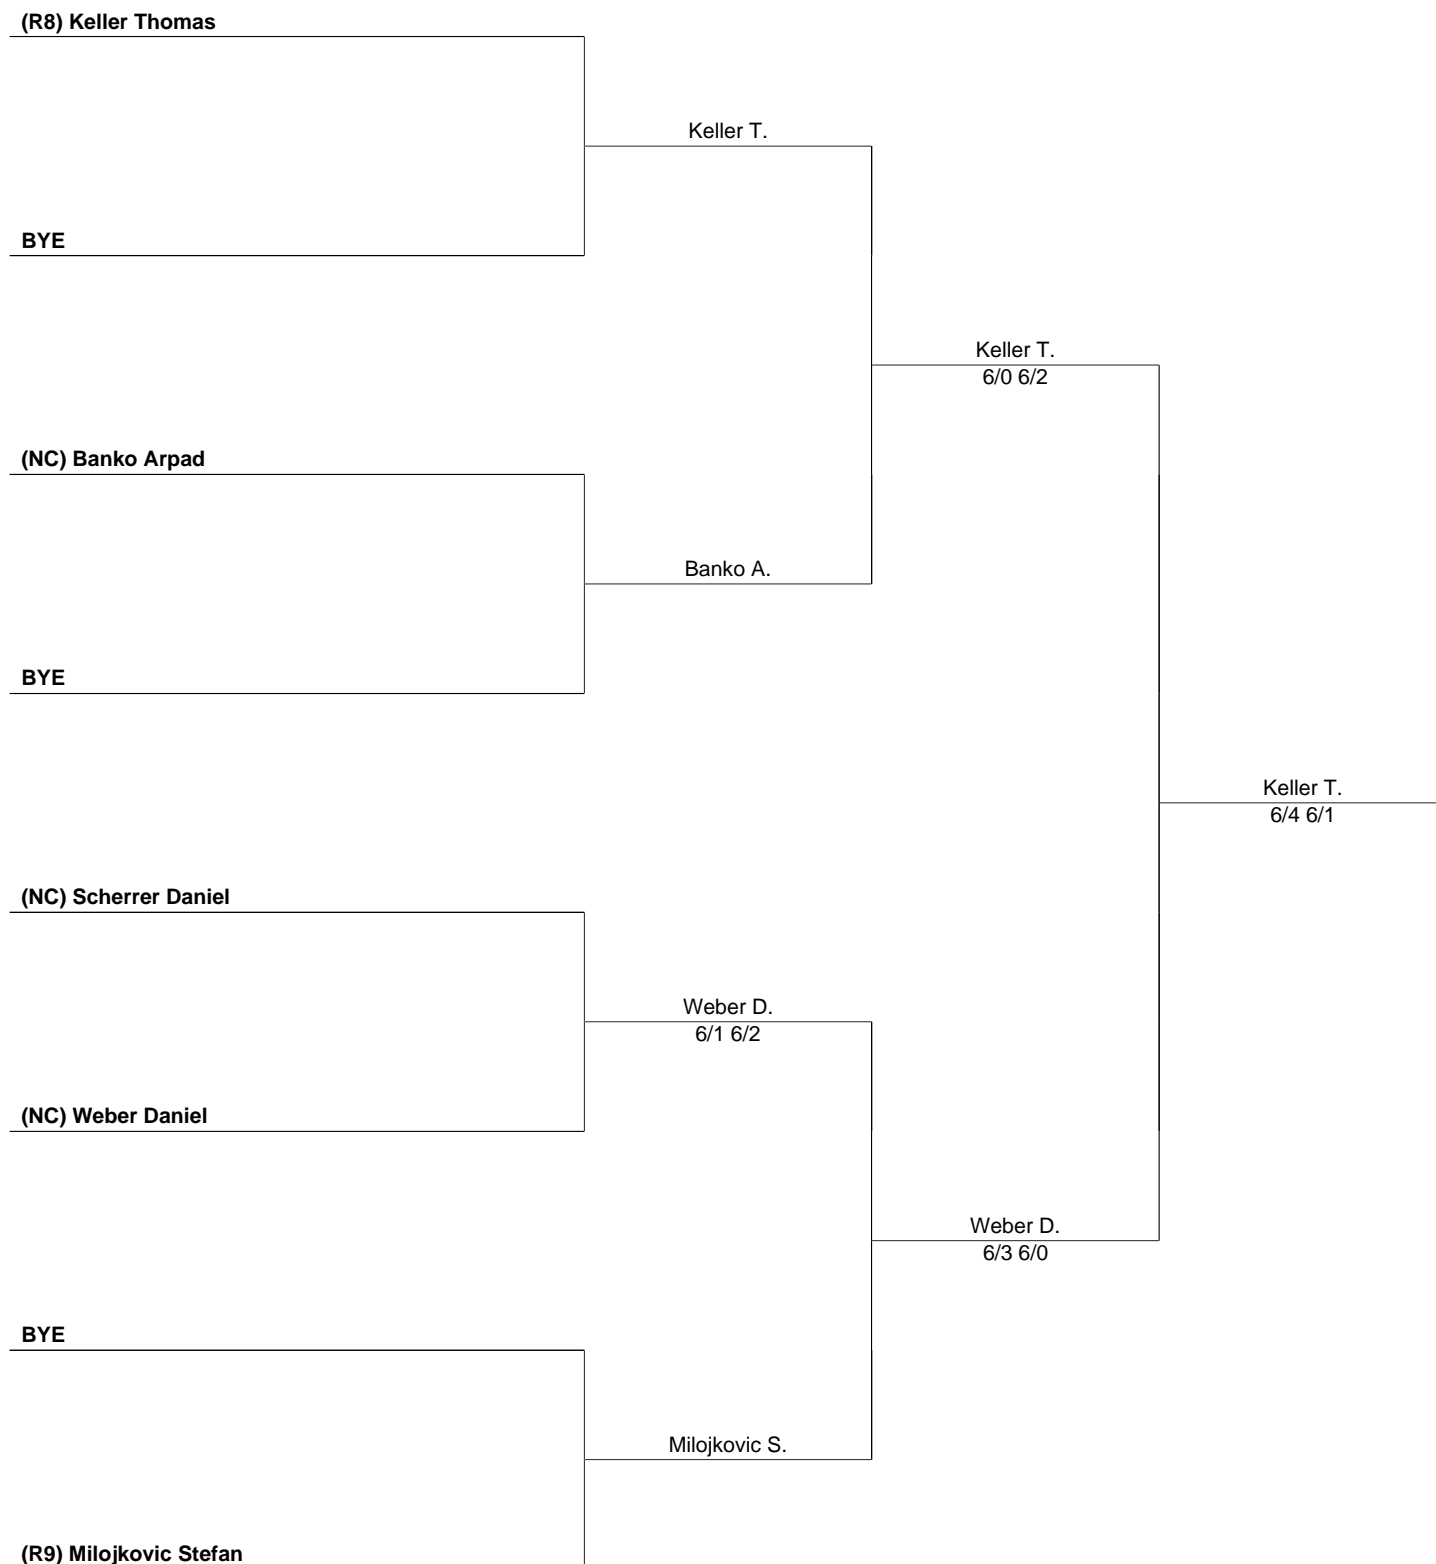 (R8) Keller Thomas
Keller T.
BYE
Keller T.
6/0 6/2
(NC) Banko Arpad
Banko A.
BYE
Keller T.
6/4 6/1
(NC) Scherrer Daniel
Weber D.
6/1 6/2
(NC) Weber Daniel
Weber D.
6/3 6/0
BYE
Milojkovic S.
(R9) Milojkovic Stefan